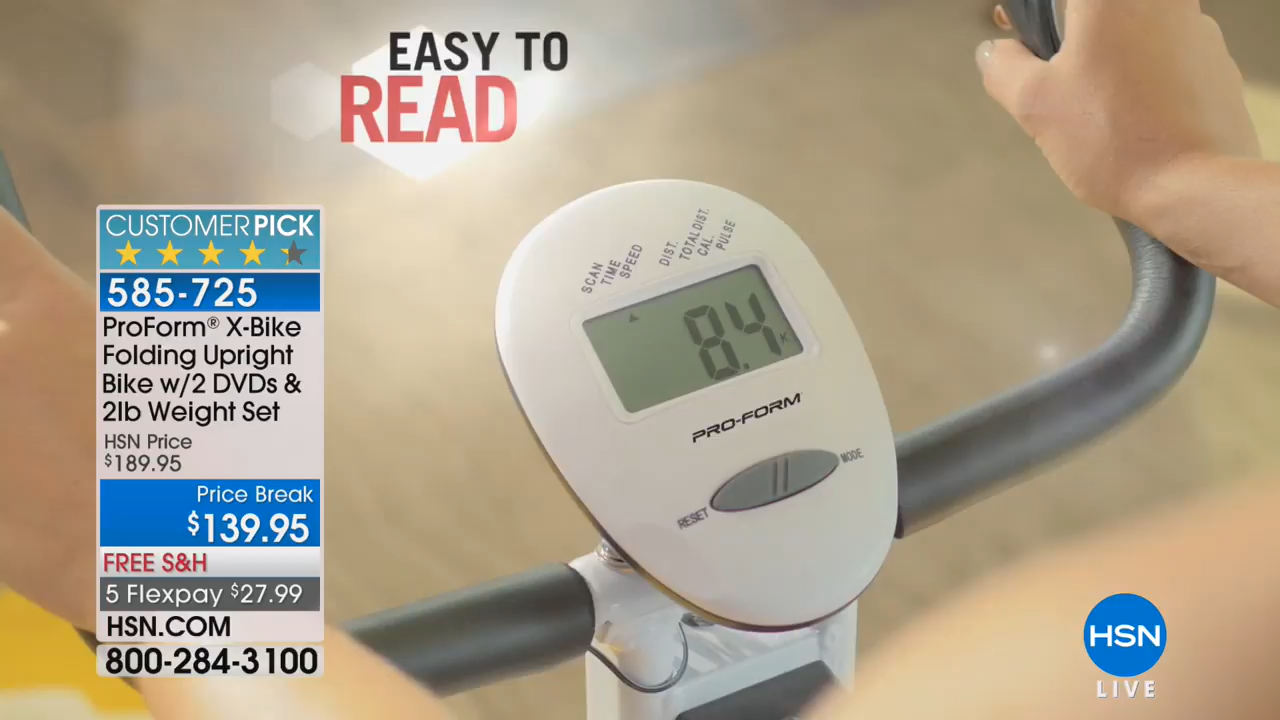 EASY TO
READ
CUSTOMER PICK
585-725
ProForm® X-Bike
Folding Upright
Bike w/2 DVDs &
2lb Weight Set
HSN Price
$189.95
Price Break
$139.95
FREE S&H
5 Flexpay $27.99
HSN.COM
800-284-3100
SCAN
TIME
SPEED
DIST.
TOTAL DIST.
CAL.
PULSE
8.4 K
PRO-FORM
MODE
RESET
HSN
LIVE